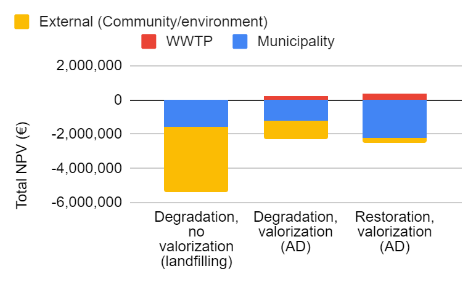 External (Community/environment)
WWTP Municipality
Total NPV (€)
2,000,000
0
-2,000,000
-4,000,000
-6,000,000
Degradation,
no
valorization
(landfilling)
Degradation,
valorization
(AD)
Restoration,
valorization
(AD)